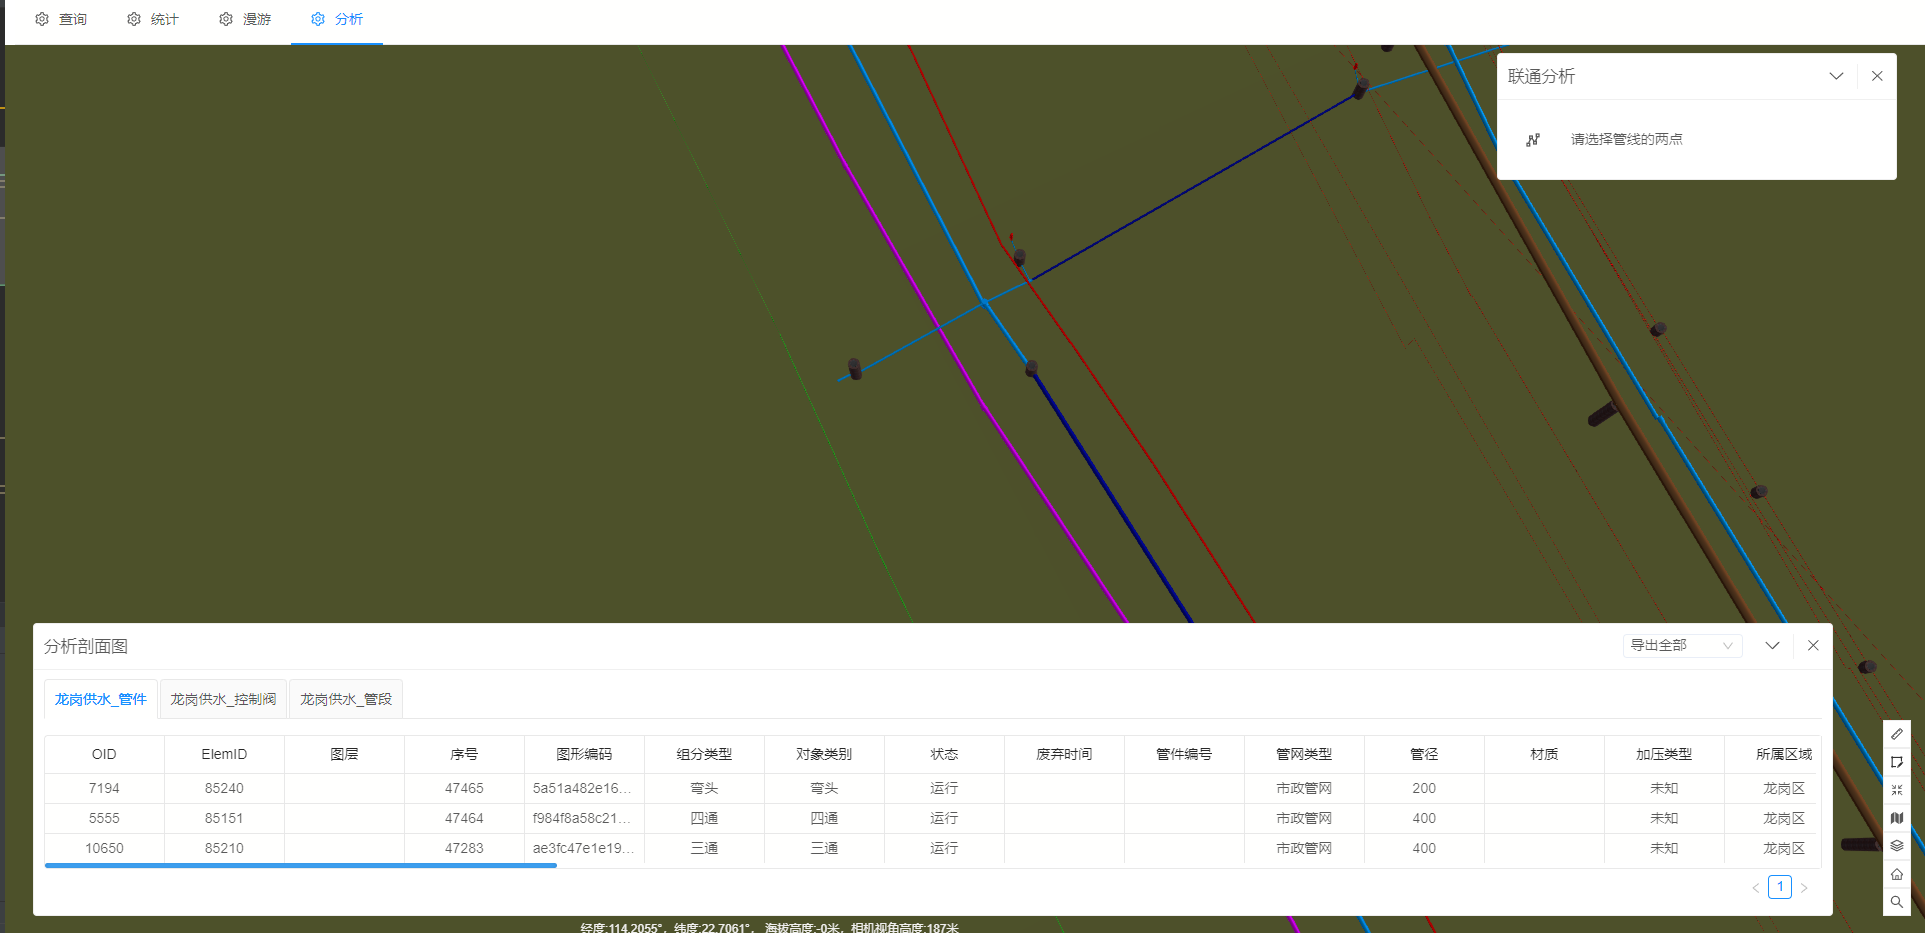 查询 统计 漫游 分析
联通分析
请选择管线的两点
分析剖面图 导出全部
龙岗供水_管件 龙岗供水_控制阀 龙岗供水_管段
OID ElemID 图层 序号 图形编码 组分类型 对象类别 状态 废弃时间 管件编号 管网类型 管径 材质 加压类型 所属区域
7194 85240 47465 5a51a482e16... 弯头 弯头 运行 市政管网 200 未知 龙岗区
5555 85151 47464 f984f8a58c21... 四通 四通 运行 市政管网 400 未知 龙岗区
10650 85210 47283 ae3fc47e1e19... 三通 三通 运行 市政管网 400 未知 龙岗区
1
经度:114.2055°, 纬度:22.7061°, 海拔高度:-0米, 相机视角高度:187米